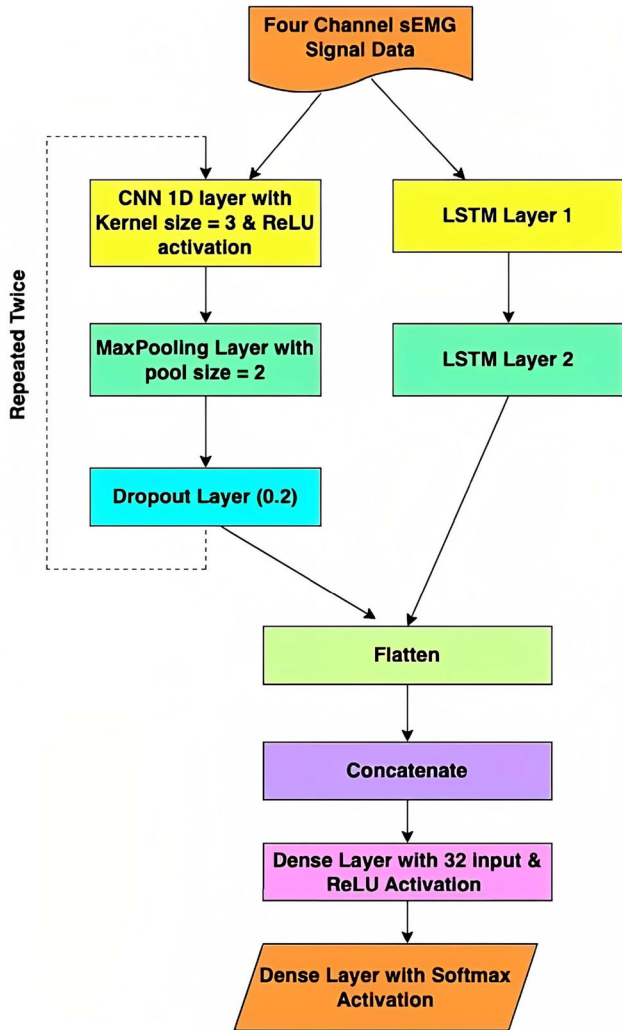 Four Channel sEMG
Signal Data
CNN 1D layer with
Kernel size = 3 & ReLU
activation
LSTM Layer 1
Repeated Twice
MaxPooling Layer with
pool size = 2
LSTM Layer 2
Dropout Layer (0.2)
Flatten
Concatenate
Dense Layer with 32 input &
ReLU Activation
Dense Layer with Softmax
Activation